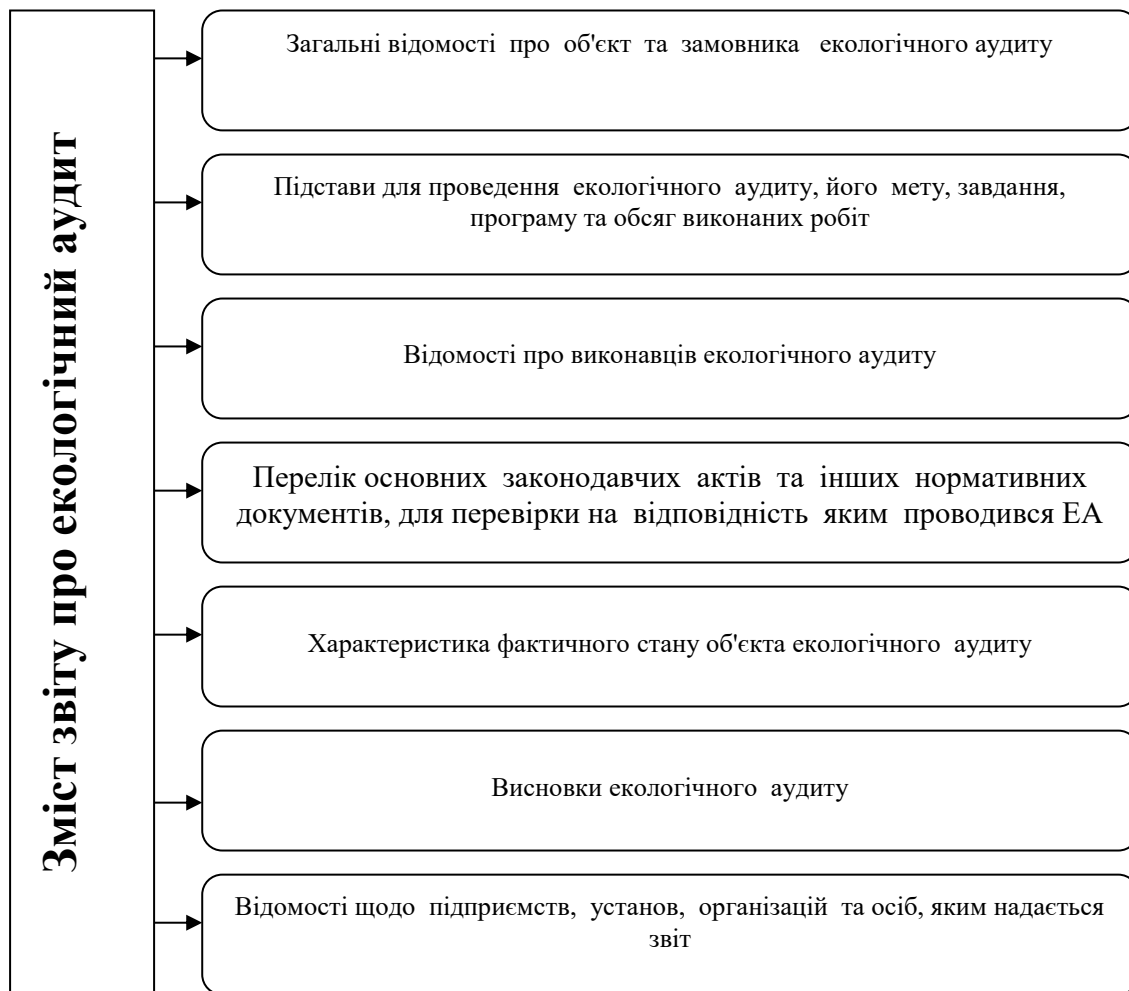 Зміст звіту про екологічний аудит
Загальні відомості про об'єкт та замовника екологічного аудиту
Підстави для проведення екологічного аудиту, його мету, завдання,
програму та обсяг виконаних робіт
Відомості про виконавців екологічного аудиту
Перелік основних законодавчих актів та інших нормативних
документів, для перевірки на відповідність яким проводився ЕА
Характеристика фактичного стану об'єкта екологічного аудиту
Висновки екологічного аудиту
Відомості щодо підприємств, установ, організацій та осіб, яким надається
звіт